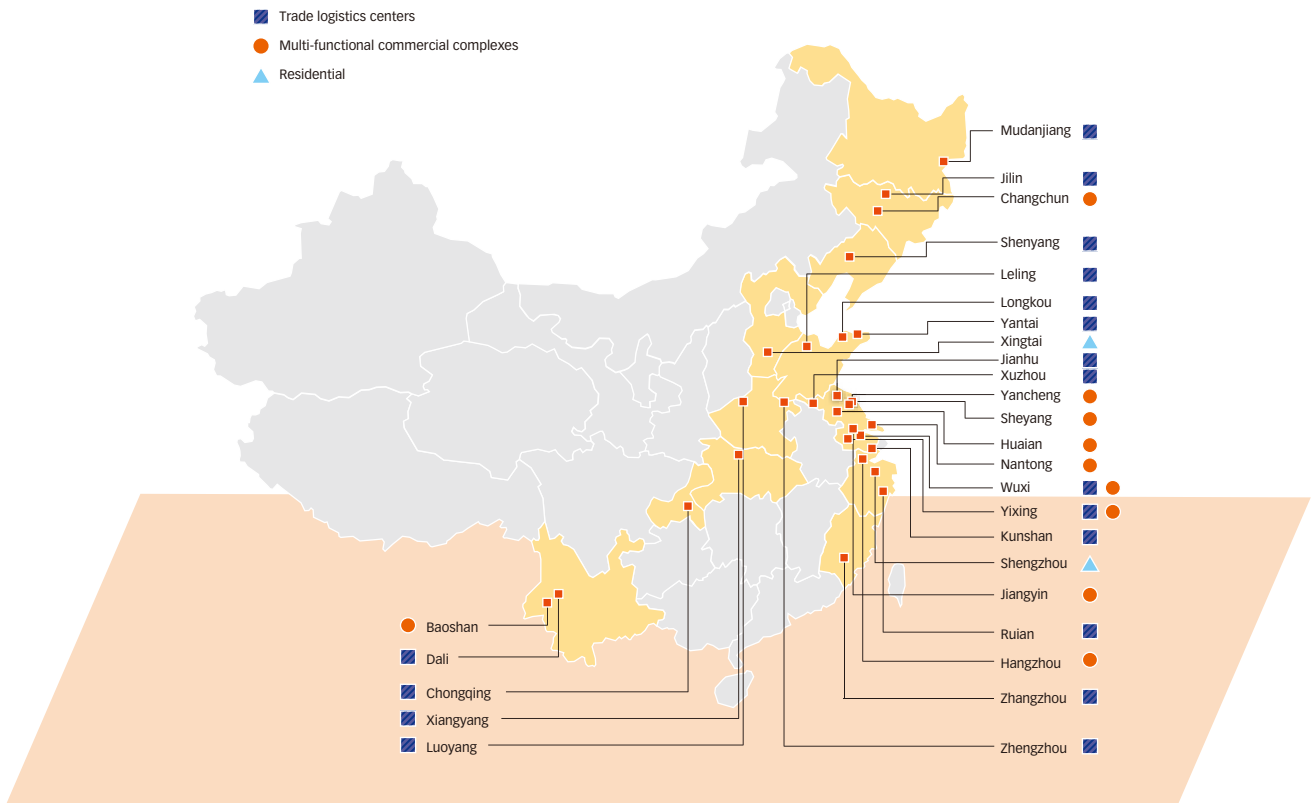 Trade logistics centers
Multi-functional commercial complexes
Residential
Mudanjiang
Jilin
Changchun
Shenyang
Leling
Longkou
Yantai
Xingtai
Jianhu
Xuzhou
Yancheng
Sheyang
Huaian
Nantong
Wuxi
Yixing
Kunshan
Shengzhou
Jiangyin
Ruian
Hangzhou
Zhangzhou
Zhengzhou
Baoshan
Dali
Chongqing
Xiangyang
Luoyang